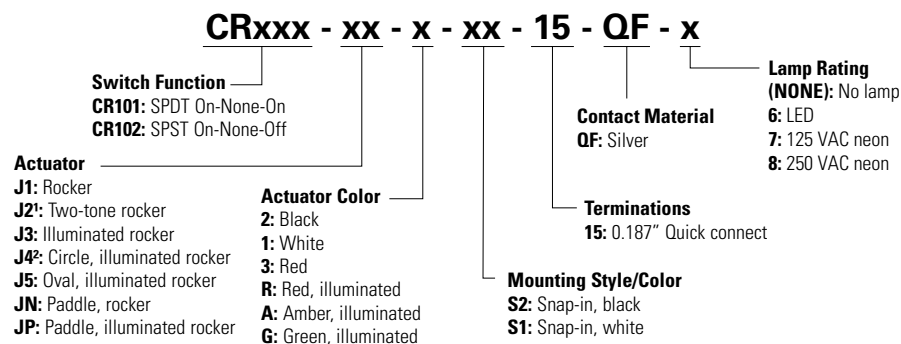 CRxxx - xx - x - xx - 15 - QF - x
Switch Function
CR101: SPDT On-None-On
CR102: SPST On-None-Off
Actuator
J1: Rocker
J2¹: Two-tone rocker
J3: Illuminated rocker
J4²: Circle, illuminated rocker
J5: Oval, illuminated rocker
JN: Paddle, rocker
JP: Paddle, illuminated rocker
Actuator Color
2: Black
1: White
3: Red
R: Red, illuminated
A: Amber, illuminated
G: Green, illuminated
Mounting Style/Color
S2: Snap-in, black
S1: Snap-in, white
Terminations
15: 0.187” Quick connect
Contact Material
QF: Silver
Lamp Rating
(NONE): No lamp
6: LED
7: 125 VAC neon
8: 250 VAC neon